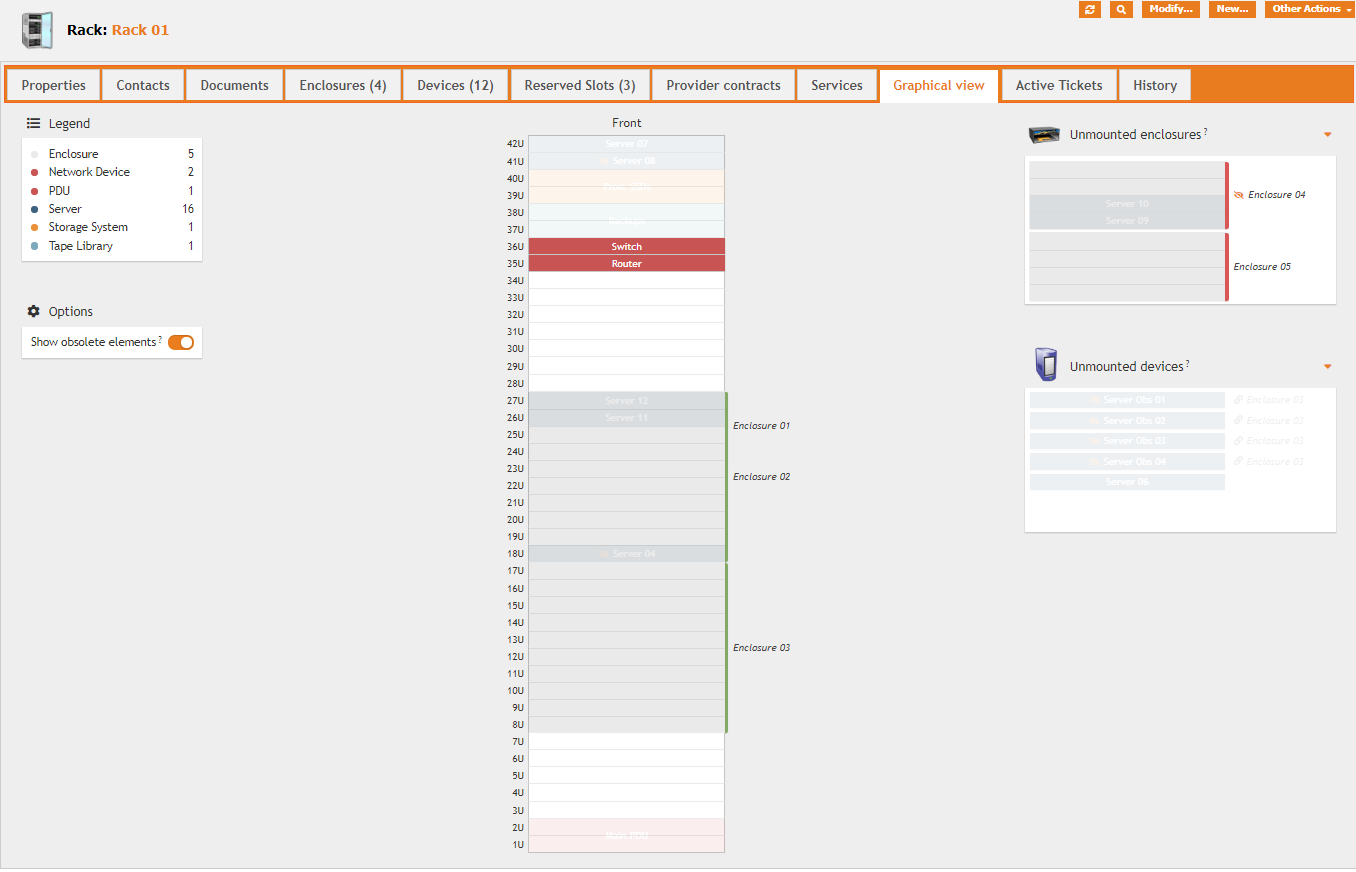 Rack: Rack 01
Modify...
New...
Other Actions
Properties
Contacts
Documents
Enclosures (4)
Devices (12)
Reserved Slots (3)
Provider contracts
Services
Graphical view
Active Tickets
History
Legend
Enclosure 5
Network Device 2
PDU 1
Server 16
Storage System 1
Tape Library 1
Options
Show obsolete elements ?
Front
42U Server 07
41U Server 08
40U
39U
38U
37U
36U Switch
35U Router
34U
33U
32U
31U
30U
29U
28U
27U Server 12
26U Server 11
25U Enclosure 01
24U
23U
22U Enclosure 02
21U
20U
19U
18U Server 04
17U
16U
15U
14U
13U
12U Enclosure 03
11U
10U
9U
8U
7U
6U
5U
4U
3U
2U
1U
Unmounted enclosures ?
Enclosure 04
Server 10
Server 09
Enclosure 05
Unmounted devices ?
Server Obs 01 Enclosure 03
Server Obs 02 Enclosure 03
Server Obs 03 Enclosure 03
Server Obs 04 Enclosure 03
Server 06